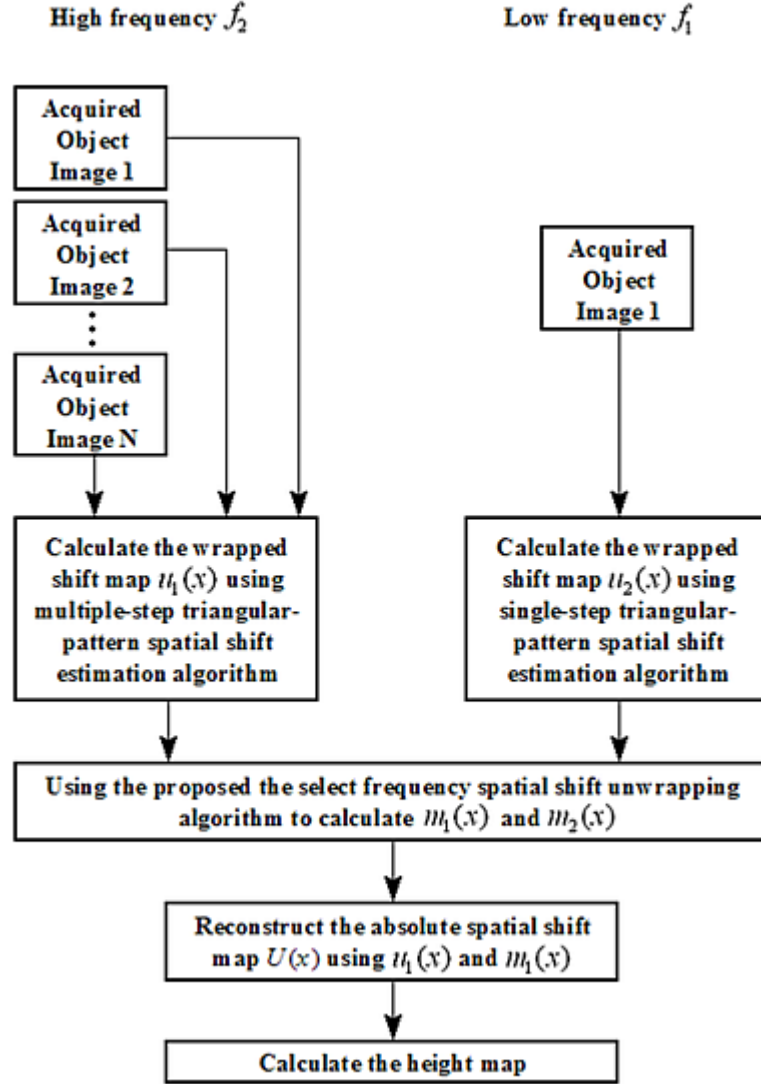 High frequency f₂
Low frequency f₁
Acquired
Object
Image 1
Acquired
Object
Image 2
Acquired
Object
Image N
Acquired
Object
Image 1
Calculate the wrapped
shift map u₁(x) using
multiple-step triangular-
pattern spatial shift
estimation algorithm
Calculate the wrapped
shift map u₂(x) using
single-step triangular-
pattern spatial shift
estimation algorithm
Using the proposed the select frequency spatial shift unwrapping
algorithm to calculate m₁(x) and m₂(x)
Reconstruct the absolute spatial shift
map U(x) using u₁(x) and m₁(x)
Calculate the height map